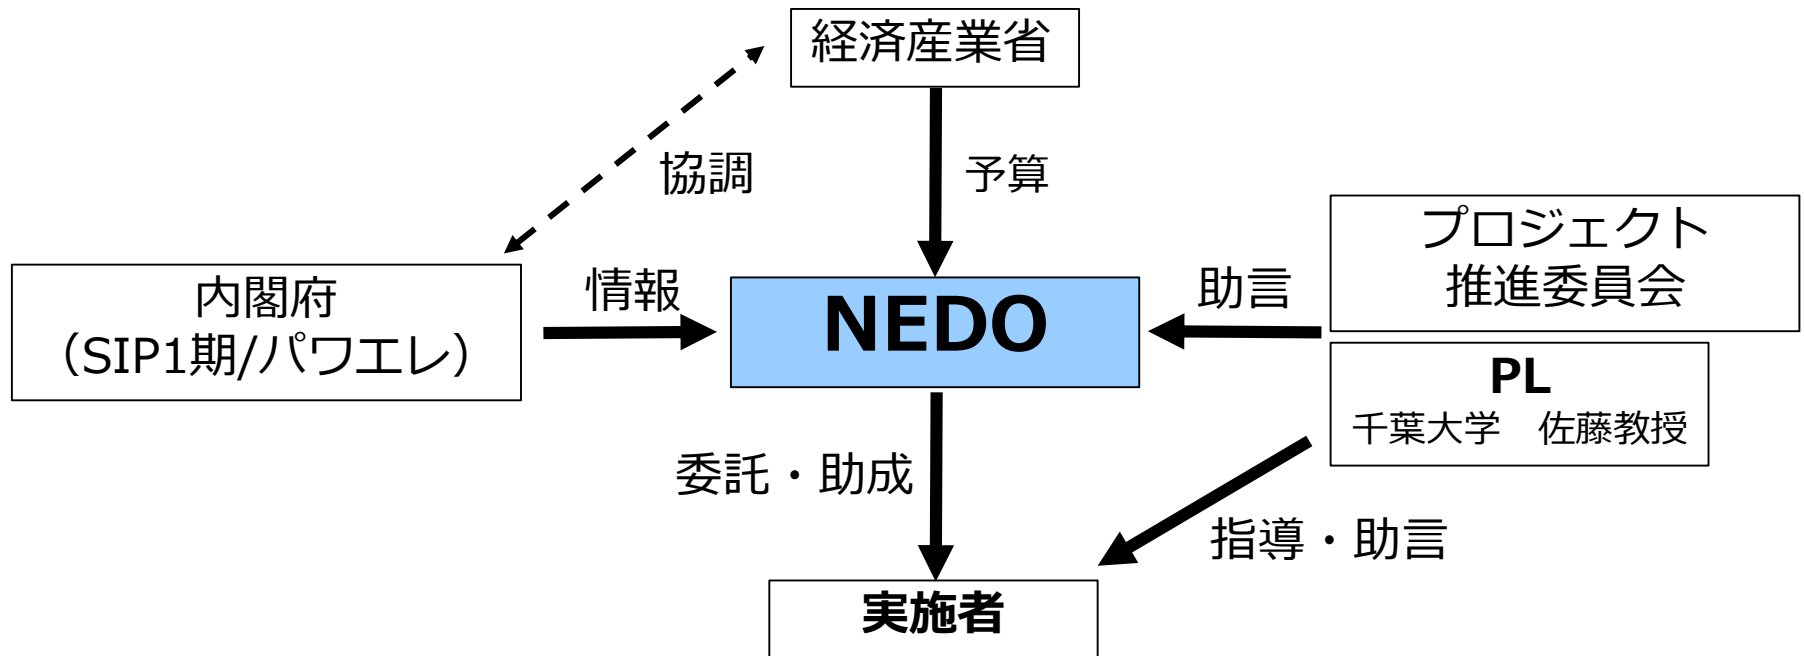 経済産業省
協調
予算
プロジェクト
推進委員会
内閣府
（SIP1期/パワエレ）
情報
NEDO
助言
PL
千葉大学　佐藤教授
委託・助成
指導・助言
実施者